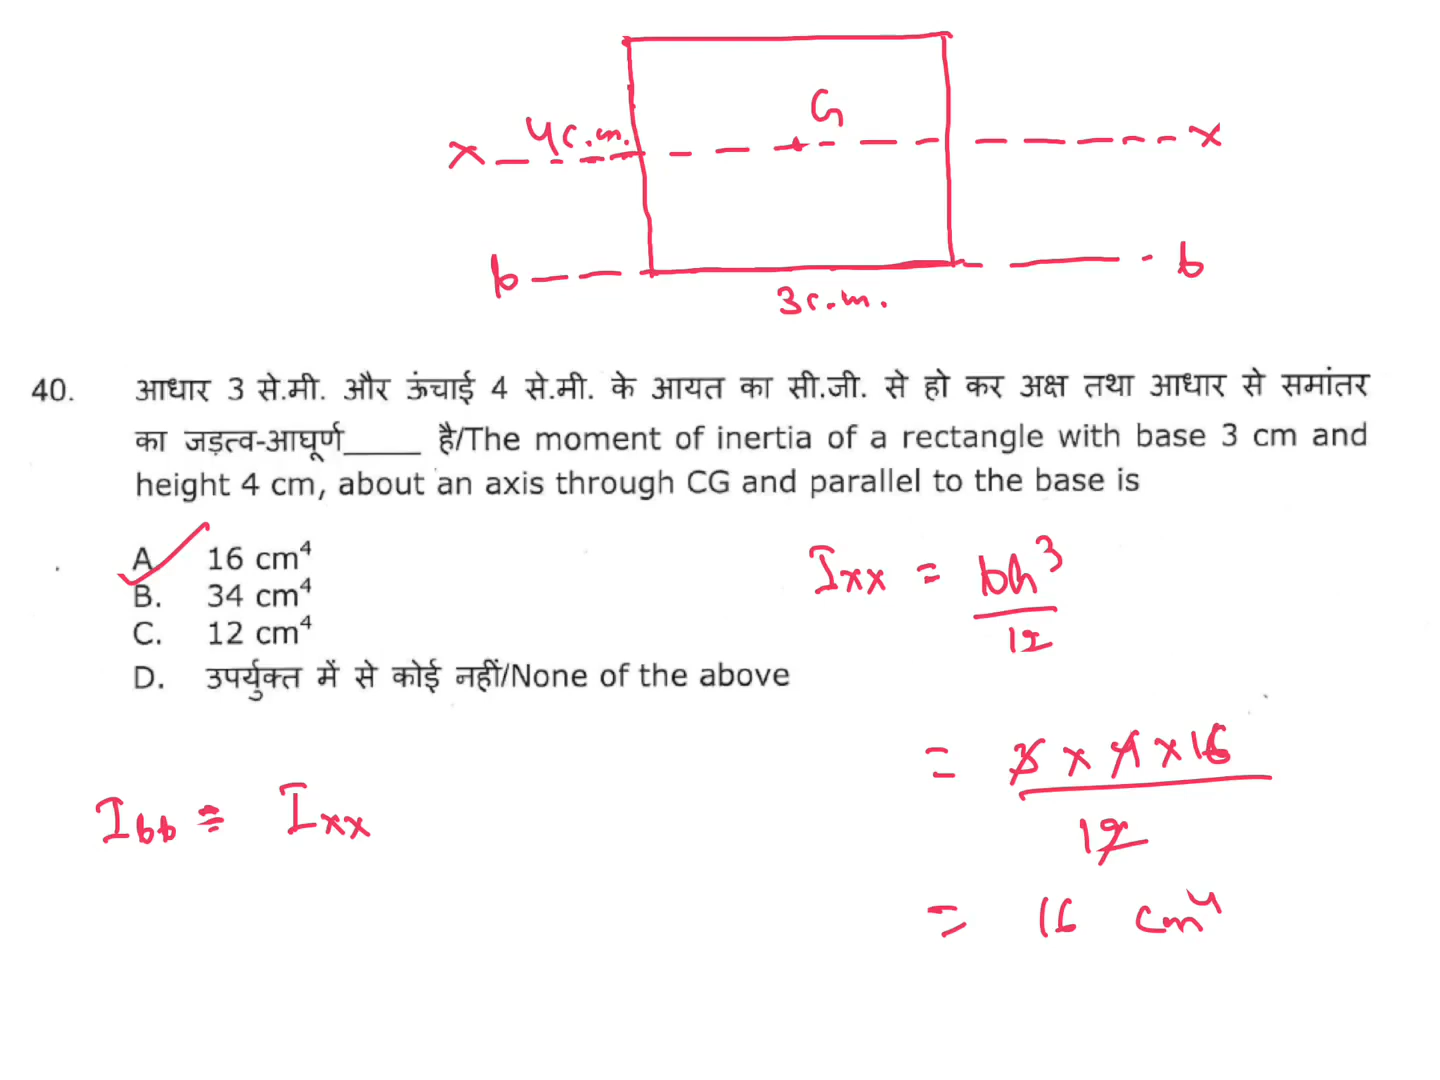 G
x 4c.m. x
b b
3c.m.
40. आधार 3 से.मी. और ऊंचाई 4 से.मी. के आयत का सी.जी. से हो कर अक्ष तथा आधार से समांतर
का जड़त्व-आघूर्ण____ है/The moment of inertia of a rectangle with base 3 cm and
height 4 cm, about an axis through CG and parallel to the base is
A 16 cm⁴
B. 34 cm⁴
C. 12 cm⁴
D. उपर्युक्त में से कोई नहीं/None of the above
Ixx = bh³
12
= 3 x 4 x 16
12
Ibb = Ixx
= 16 cm⁴